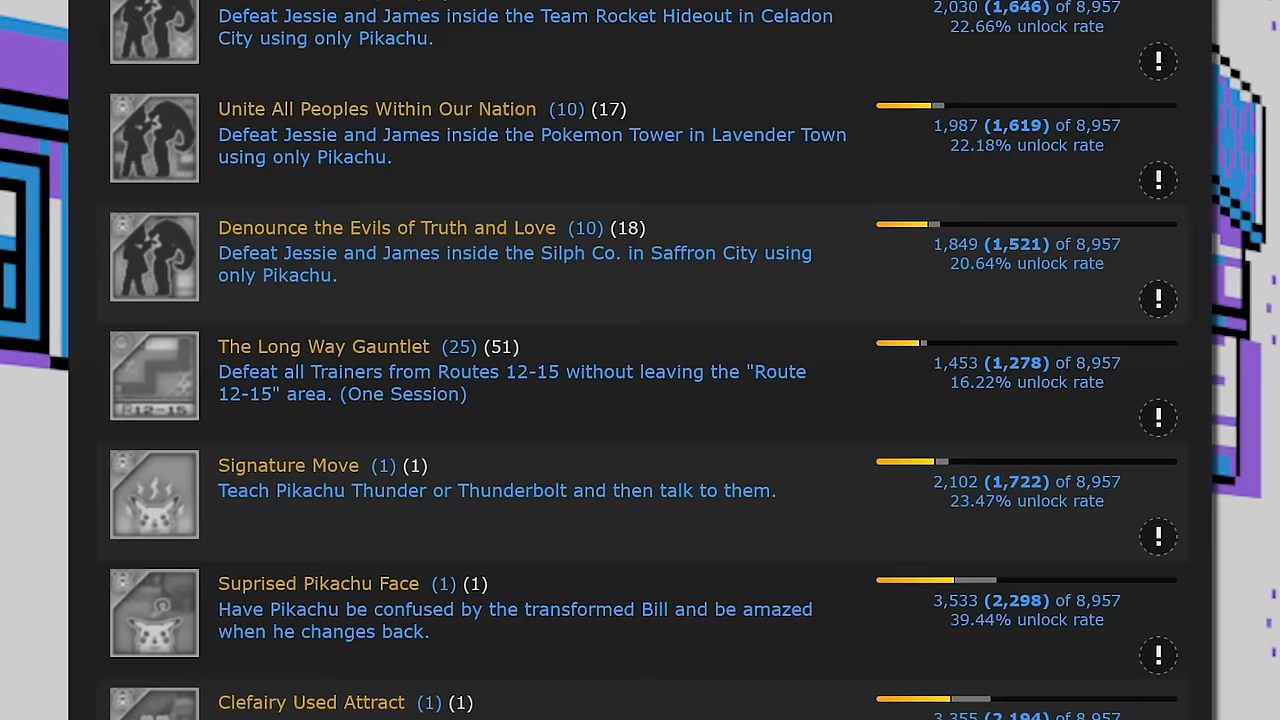 Defeat Jessie and James inside the Team Rocket Hideout in Celadon
City using only Pikachu.
2,030 (1,646) of 8,957
22.66% unlock rate
!
Unite All Peoples Within Our Nation (10) (17)
Defeat Jessie and James inside the Pokemon Tower in Lavender Town
using only Pikachu.
1,987 (1,619) of 8,957
22.18% unlock rate
!
Denounce the Evils of Truth and Love (10) (18)
Defeat Jessie and James inside the Silph Co. in Saffron City using
only Pikachu.
1,849 (1,521) of 8,957
20.64% unlock rate
!
R12-15
The Long Way Gauntlet (25) (51)
Defeat all Trainers from Routes 12-15 without leaving the "Route
12-15" area. (One Session)
1,453 (1,278) of 8,957
16.22% unlock rate
!
Signature Move (1) (1)
Teach Pikachu Thunder or Thunderbolt and then talk to them.
2,102 (1,722) of 8,957
23.47% unlock rate
!
Suprised Pikachu Face (1) (1)
Have Pikachu be confused by the transformed Bill and be amazed
when he changes back.
3,533 (2,298) of 8,957
39.44% unlock rate
!
Clefairy Used Attract (1) (1)
3,355 (2,194) of 8,957